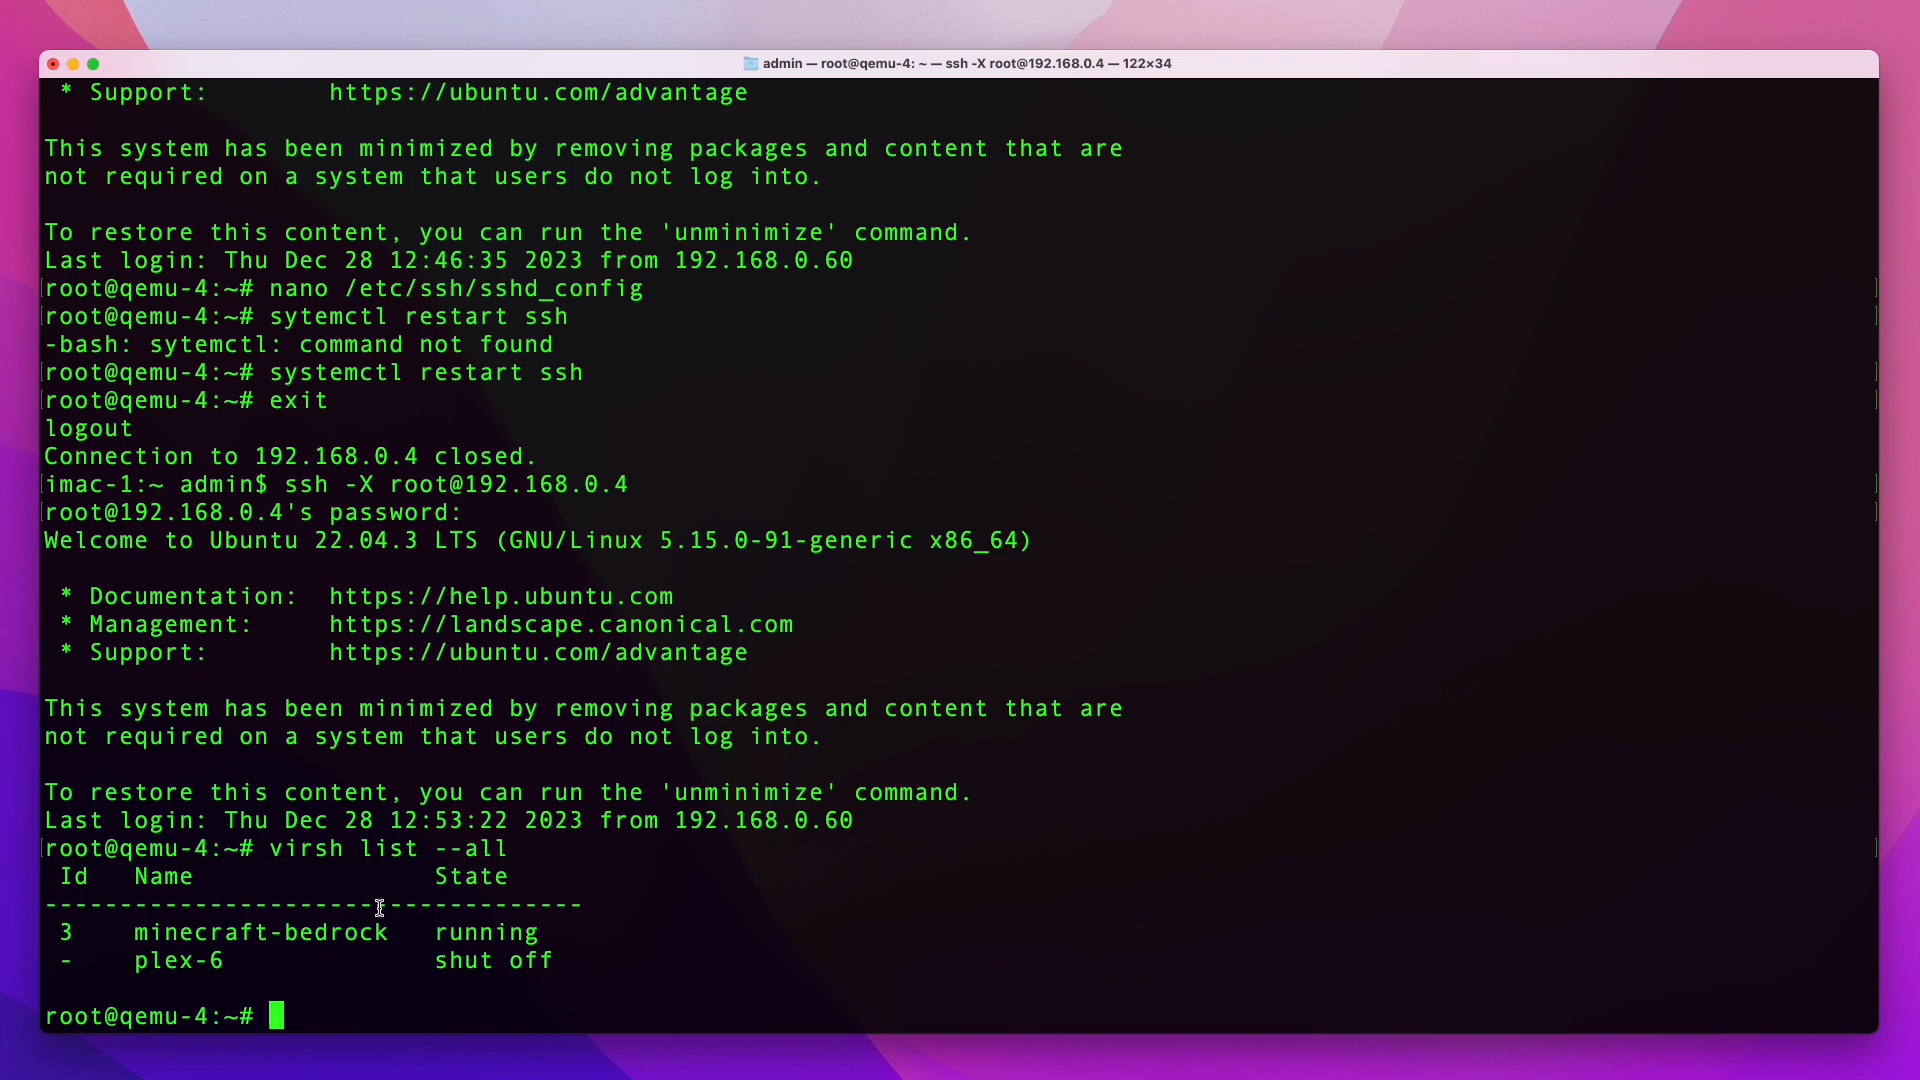 admin — root@qemu-4: ~ — ssh -X root@192.168.0.4 — 122×34
* Support:        https://ubuntu.com/advantage
This system has been minimized by removing packages and content that are
not required on a system that users do not log into.
To restore this content, you can run the 'unminimize' command.
Last login: Thu Dec 28 12:46:35 2023 from 192.168.0.60
[root@qemu-4:~# nano /etc/ssh/sshd_config ]
[root@qemu-4:~# sytemctl restart ssh ]
-bash: sytemctl: command not found
[root@qemu-4:~# systemctl restart ssh ]
[root@qemu-4:~# exit ]
logout
Connection to 192.168.0.4 closed.
[imac-1:~ admin$ ssh -X root@192.168.0.4 ]
[root@192.168.0.4's password: ]
Welcome to Ubuntu 22.04.3 LTS (GNU/Linux 5.15.0-91-generic x86_64)
* Documentation:  https://help.ubuntu.com
* Management:     https://landscape.canonical.com
* Support:        https://ubuntu.com/advantage
This system has been minimized by removing packages and content that are
not required on a system that users do not log into.
To restore this content, you can run the 'unminimize' command.
Last login: Thu Dec 28 12:53:22 2023 from 192.168.0.60
[root@qemu-4:~# virsh list --all ]
Id   Name                State
------------------------------------
3    minecraft-bedrock   running
-    plex-6              shut off
root@qemu-4:~#